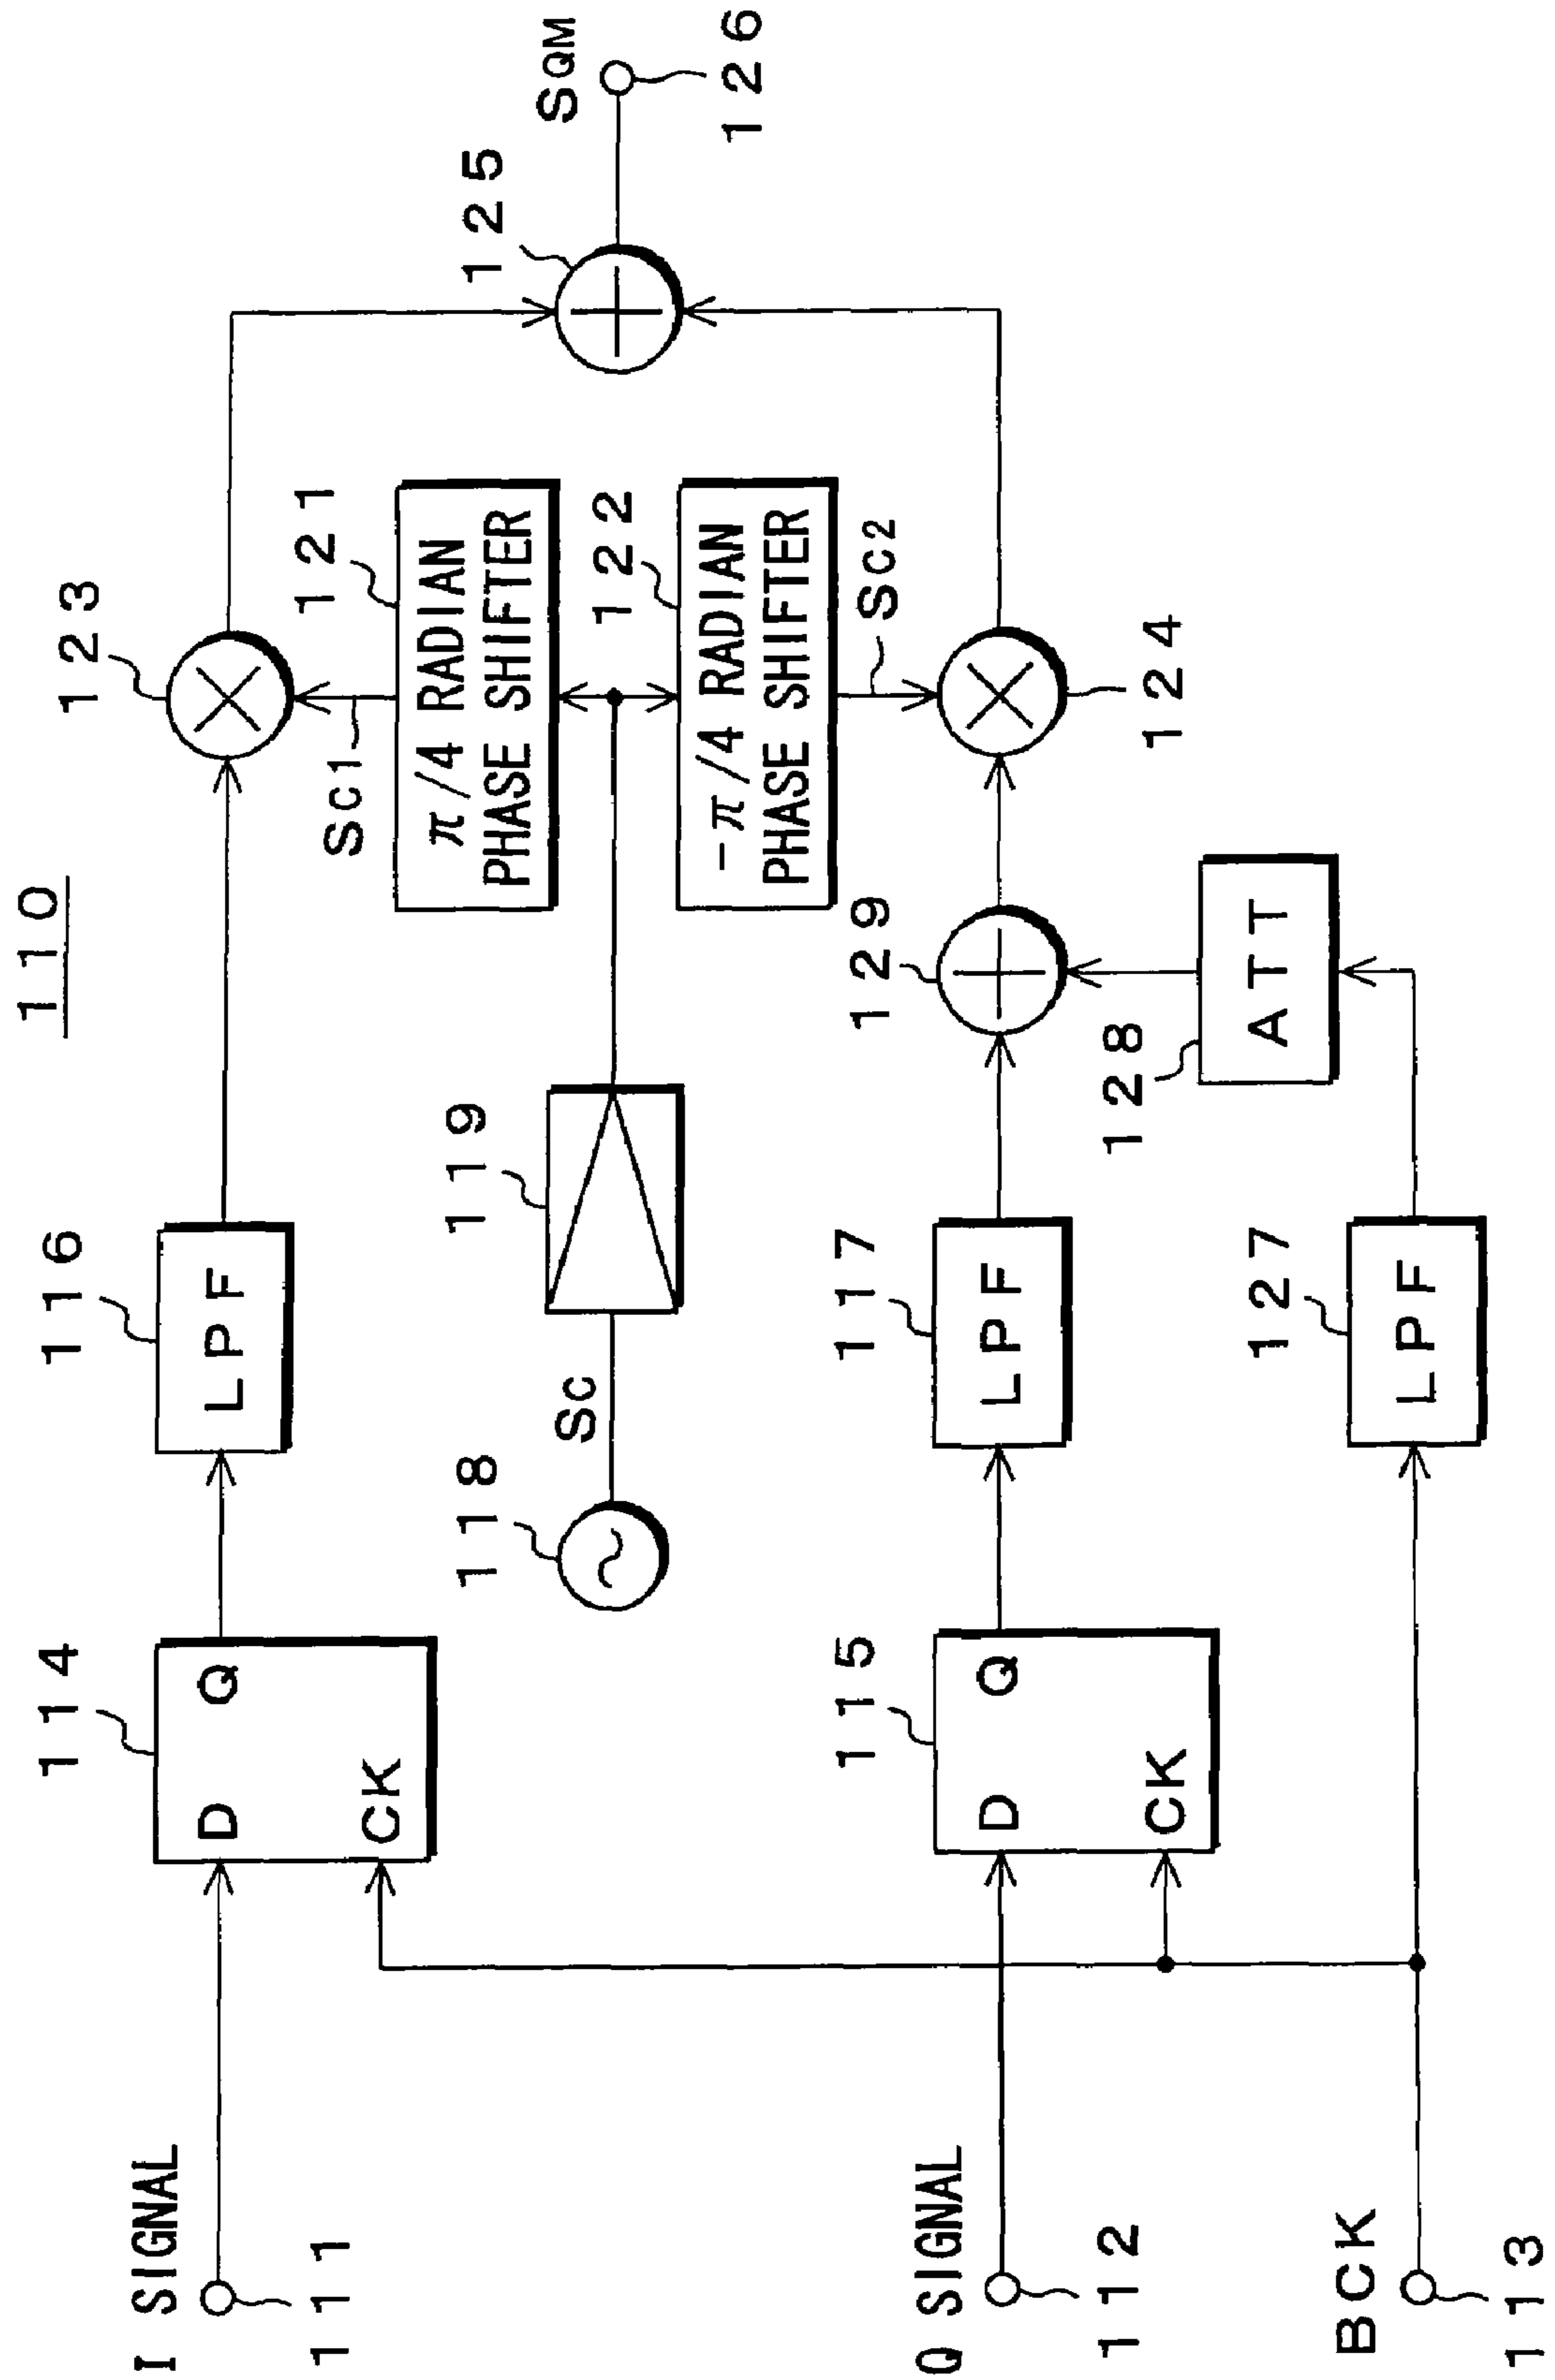 110
I SIGNAL
111
114
D Q
CK
116
LPF
123
SC1
121
π/4 RADIAN
PHASE SHIFTER
118
SC
119
122
-π/4 RADIAN
PHASE SHIFTER
SC2
125
SQM
126
Q SIGNAL
112
115
D Q
CK
117
LPF
129
124
128
ATT
BCK
113
127
LPF